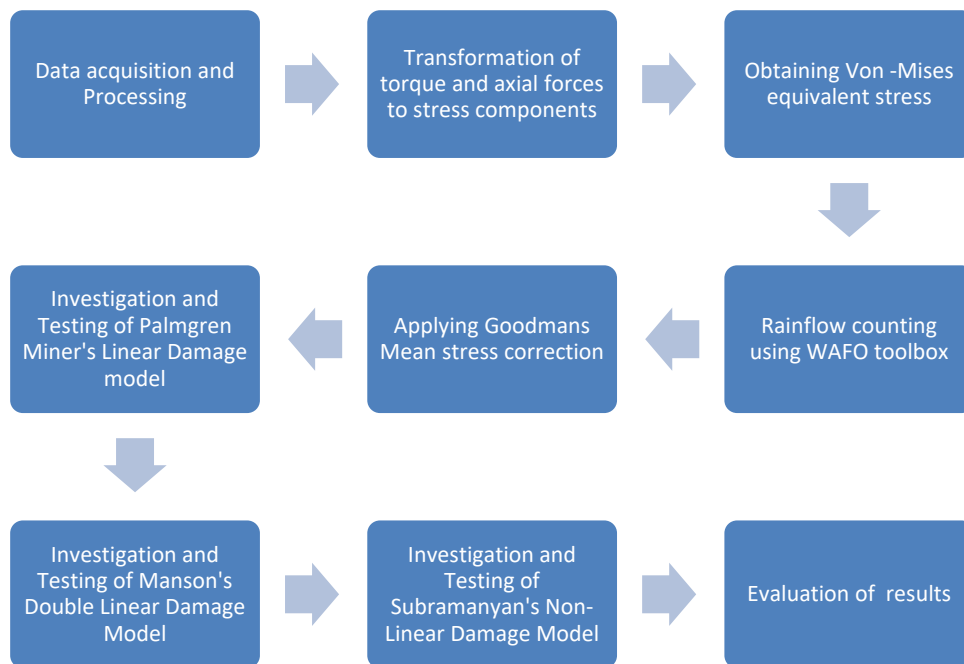 Data acquisition and
Processing
Transformation of
torque and axial forces
to stress components
Obtaining Von -Mises
equivalent stress
Rainflow counting
using WAFO toolbox
Applying Goodmans
Mean stress correction
Investigation and
Testing of Palmgren
Miner's Linear Damage
model
Investigation and
Testing of Manson's
Double Linear Damage
Model
Investigation and
Testing of
Subramanyan's Non-
Linear Damage Model
Evaluation of results